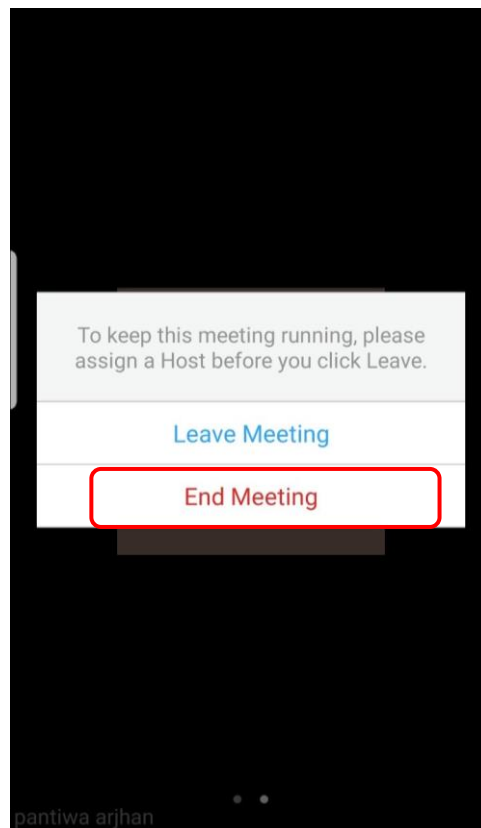 To keep this meeting running, please
assign a Host before you click Leave.
Leave Meeting
End Meeting
pantiwa arjhan